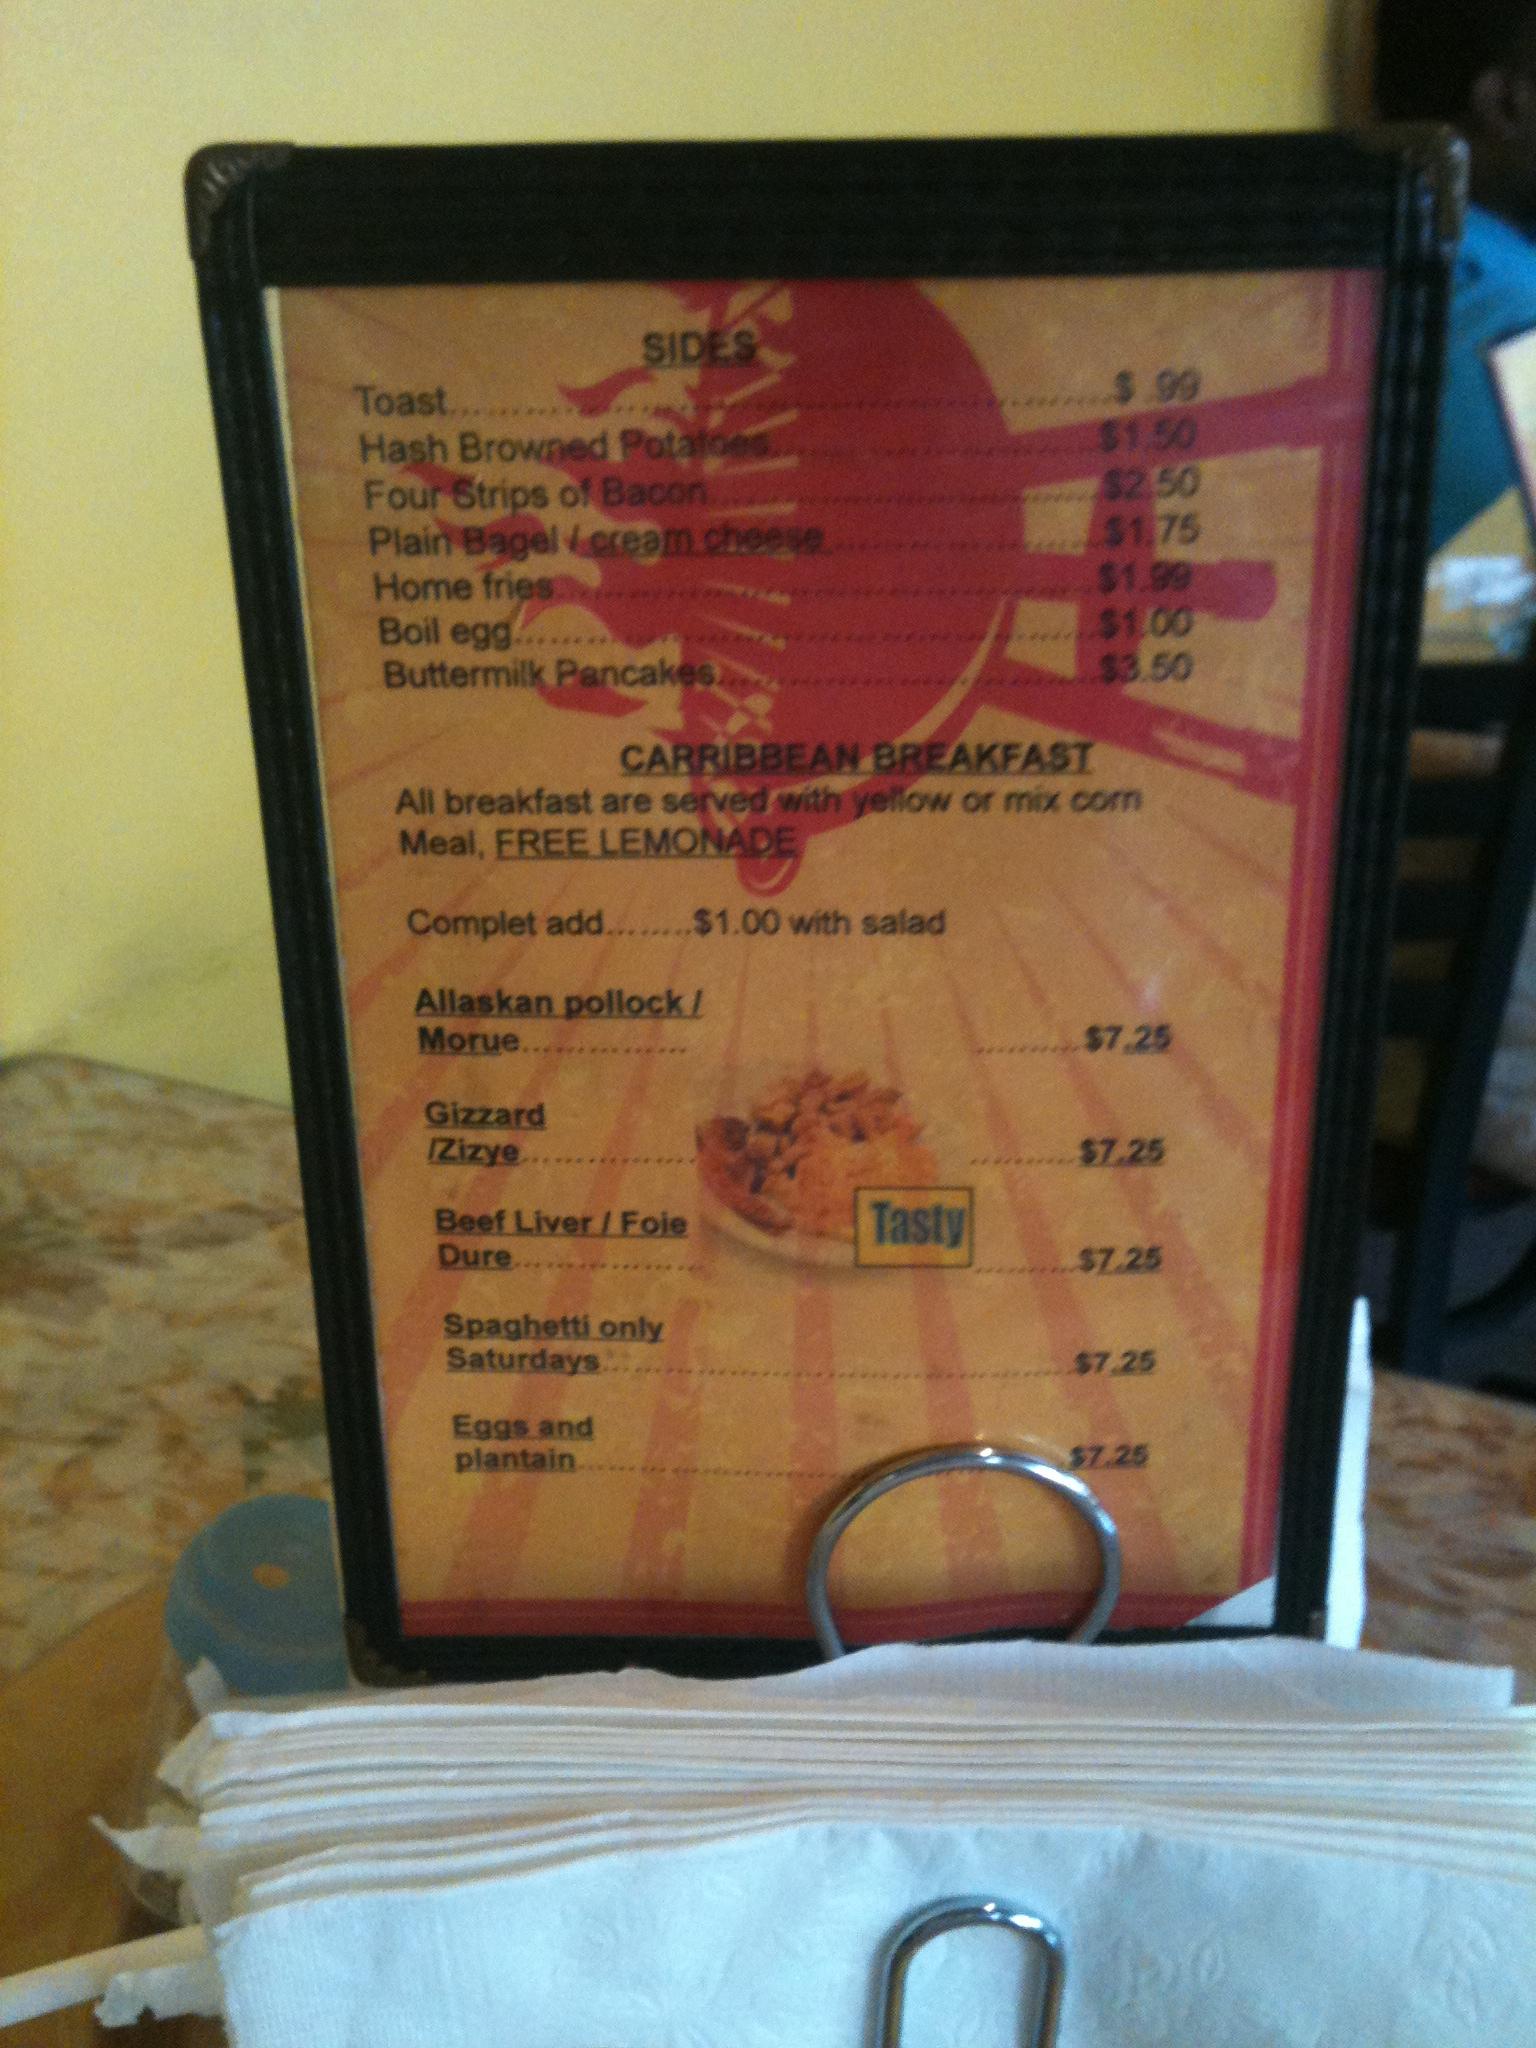 SIDES
Toast..............................................................$ .99
Hash Browned Potatoes..............................$1.50
Four Strips of Bacon....................................$2.50
Plain Bagel / cream cheese.........................$1.75
Home fries....................................................$1.99
Boil egg........................................................$1.00
Buttermilk Pancakes....................................$3.50
CARRIBBEAN BREAKFAST
All breakfast are served with yellow or mix corn
Meal, FREE LEMONADE
Complet add........$1.00 with salad
Allaskan pollock /
Morue................ .........$7.25
Gizzard
/Zizye................. .........$7.25
Beef Liver / Foie
Dure.................. .........$7.25
Tasty
Spaghetti only
Saturdays..............................................$7.25
Eggs and
plantain................................................$7.25